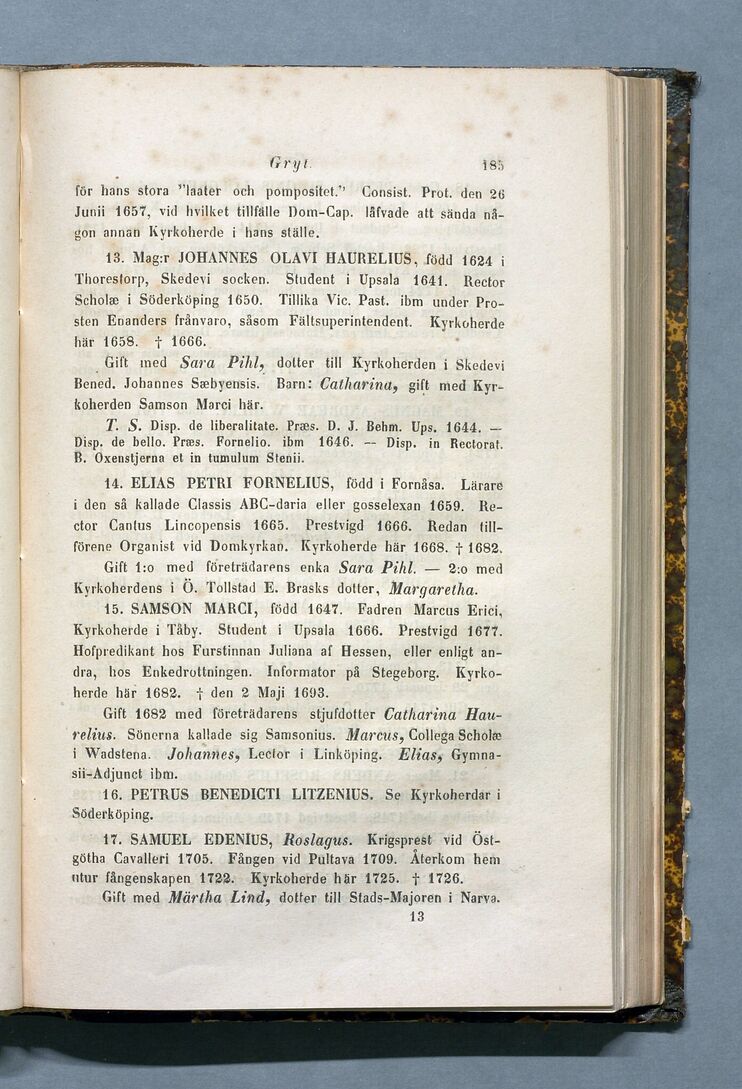 Gryt. 185
för hans stora "laater och pompositet." Consist. Prot. den 26
Junii 1657, vid hvilket tillfälle Dom-Cap. låfvade att sända nå-
gon annan Kyrkoherde i hans ställe.
13. Mag:r JOHANNES OLAVI HAURELIUS, född 1624 i
Thorestorp, Skedevi socken. Student i Upsala 1641. Rector
Scholæ i Söderköping 1650. Tillika Vic. Past. ibm under Pro-
sten Enanders frånvaro, såsom Fältsuperintendent. Kyrkoherde
här 1658. † 1666.
Gift med Sara Pihl, dotter till Kyrkoherden i Skedevi
Bened. Johannes Sæbyensis. Barn: Catharina, gift med Kyr-
koherden Samson Marci här.
T. S. Disp. de liberalitate. Præs. D. J. Behm. Ups. 1644. —
Disp. de bello. Præs. Fornelio. ibm 1646. — Disp. in Rectorat.
B. Oxenstjerna et in tumulum Stenii.
14. ELIAS PETRI FORNELIUS, född i Fornåsa. Lärare
i den så kallade Classis ABC-daria eller gosselexan 1659. Re-
ctor Cantus Lincopensis 1665. Prestvigd 1666. Redan till-
förene Organist vid Domkyrkan. Kyrkoherde här 1668. † 1682.
Gift 1:o med företrädarens enka Sara Pihl. — 2:o med
Kyrkoherdens i Ö. Tollstad E. Brasks dotter, Margaretha.
15. SAMSON MARCI, född 1647. Fadren Marcus Erici,
Kyrkoherde i Tåby. Student i Upsala 1666. Prestvigd 1677.
Hofpredikant hos Furstinnan Juliana af Hessen, eller enligt an-
dra, hos Enkedrottningen. Informator på Stegeborg. Kyrko-
herde här 1682. † den 2 Maji 1693.
Gift 1682 med företrädarens stjufdotter Catharina Hau-
relius. Sönerna kallade sig Samsonius. Marcus, Collega Scholæ
i Wadstena. Johannes, Lector i Linköping. Elias, Gymna-
sii-Adjunct ibm.
16. PETRUS BENEDICTI LITZENIUS. Se Kyrkoherdar i
Söderköping.
17. SAMUEL EDENIUS, Roslagus. Krigsprest vid Öst-
götha Cavalleri 1705. Fången vid Pultava 1709. Återkom hem
utur fångenskapen 1722. Kyrkoherde här 1725. † 1726.
Gift med Märtha Lind, dotter till Stads-Majoren i Narva.
13